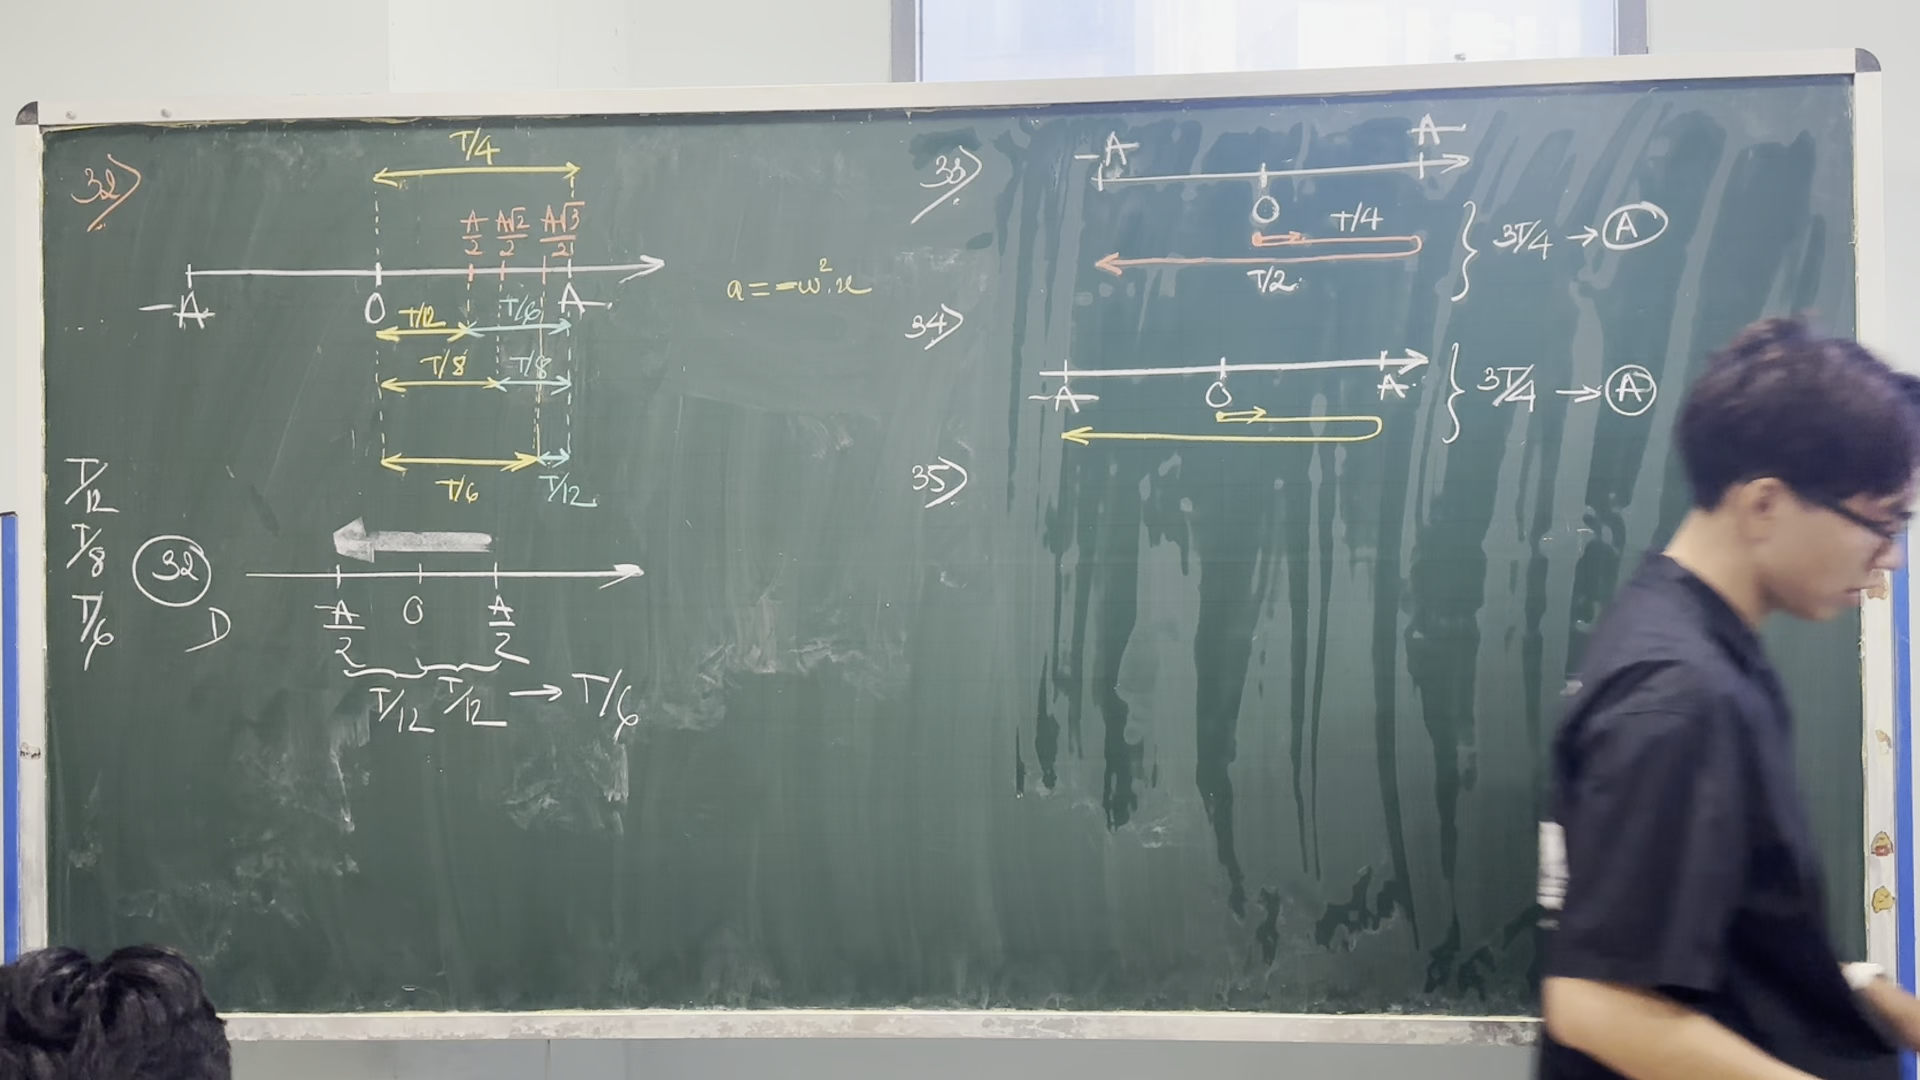 32)
T/4
A/2 A√2/2 A√3/2
-A O A
T/12 T/6
T/8 T/8
T/6 T/12
a = -ω².x
T/12
T/8
T/6
32
D
-A/2 O A/2
T/12 T/12 → T/6
33)
-A O A
T/4
T/2
} 3T/4 → A
34)
-A O A
} 3T/4 → A
35)